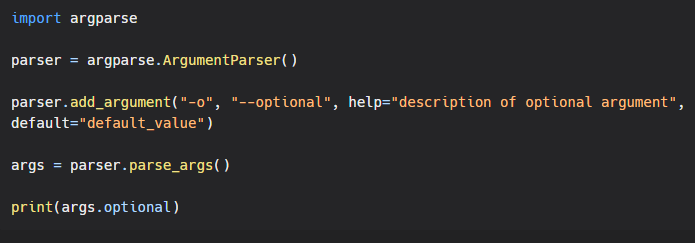 import argparse
parser = argparse.ArgumentParser()
parser.add_argument("-o", "--optional", help="description of optional argument",
default="default_value")
args = parser.parse_args()
print(args.optional)